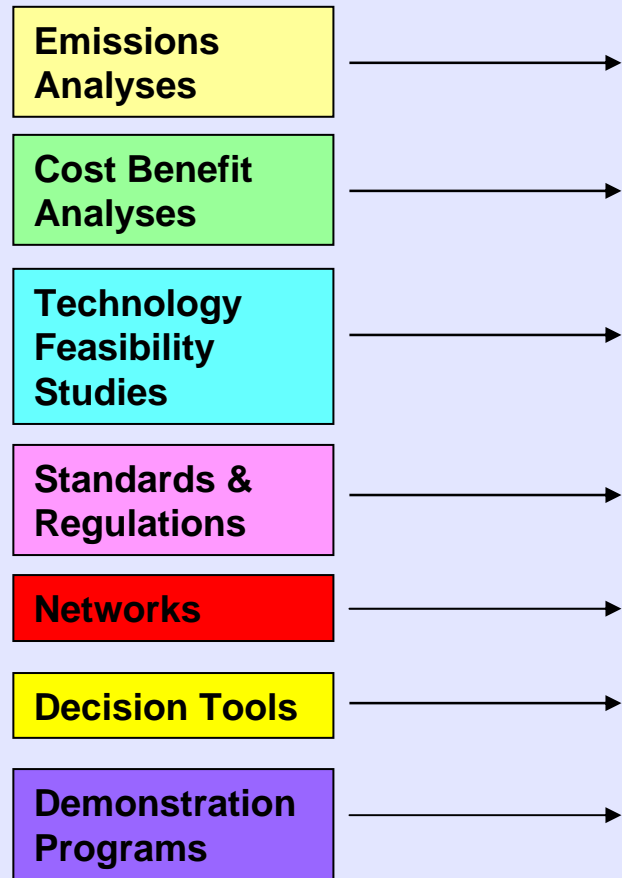 Emissions
Analyses
Cost Benefit
Analyses
Technology
Feasibility
Studies
Standards &
Regulations
Networks
Decision Tools
Demonstration
Programs